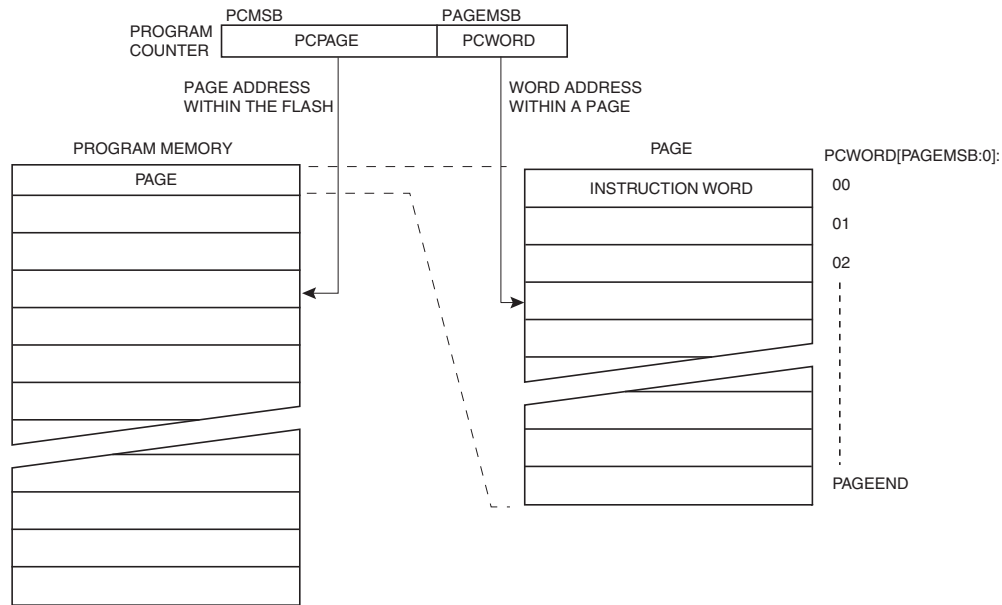 PCMSB
PAGEMSB
PROGRAM
COUNTER
PCPAGE
PCWORD
PAGE ADDRESS
WITHIN THE FLASH
WORD ADDRESS
WITHIN A PAGE
PROGRAM MEMORY
PAGE
PAGE
INSTRUCTION WORD
PCWORD[PAGEMSB:0]:
00
01
02
PAGEEND